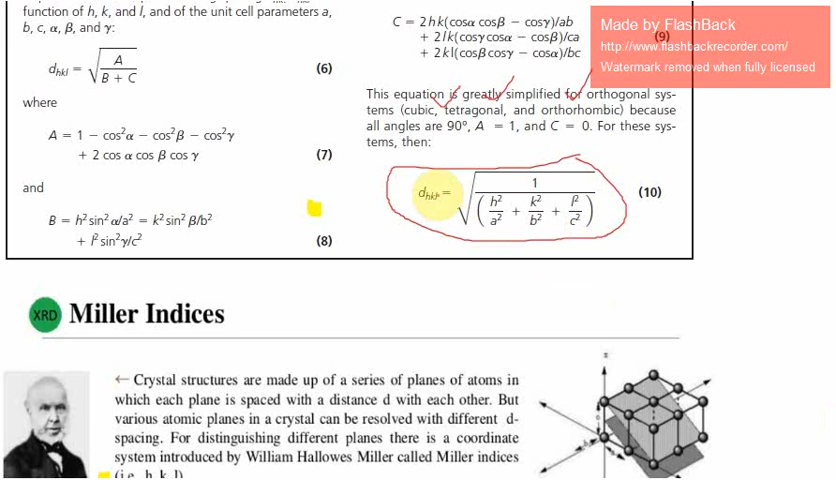 function of h, k, and l, and of the unit cell parameters a,
b, c, α, β, and γ:
d_hkl = √(A / (B + C)) (6)
where
A = 1 − cos²α − cos²β − cos²γ
+ 2 cos α cos β cos γ (7)
and
B = h² sin² α/a² = k² sin² β/b²
+ l² sin²γ/c² (8)
C = 2hk(cosα cosβ − cosγ)/ab
+ 2lk(cosγcosα − cosβ)/ca
+ 2kl(cosβcosγ − cosα)/bc
(9)
This equation is greatly simplified for orthogonal sys-
tems (cubic, tetragonal, and orthorhombic) because
all angles are 90°, A = 1, and C = 0. For these sys-
tems, then:
d_hkl = √(1 / (h²/a² + k²/b² + l²/c²)) (10)
Made by FlashBack
http://www.flashbackrecorder.com/
Watermark removed when fully licensed
XRD Miller Indices
← Crystal structures are made up of a series of planes of atoms in
which each plane is spaced with a distance d with each other. But
various atomic planes in a crystal can be resolved with different d-
spacing. For distinguishing different planes there is a coordinate
system introduced by William Hallowes Miller called Miller indices
(i.e. h, k, l)